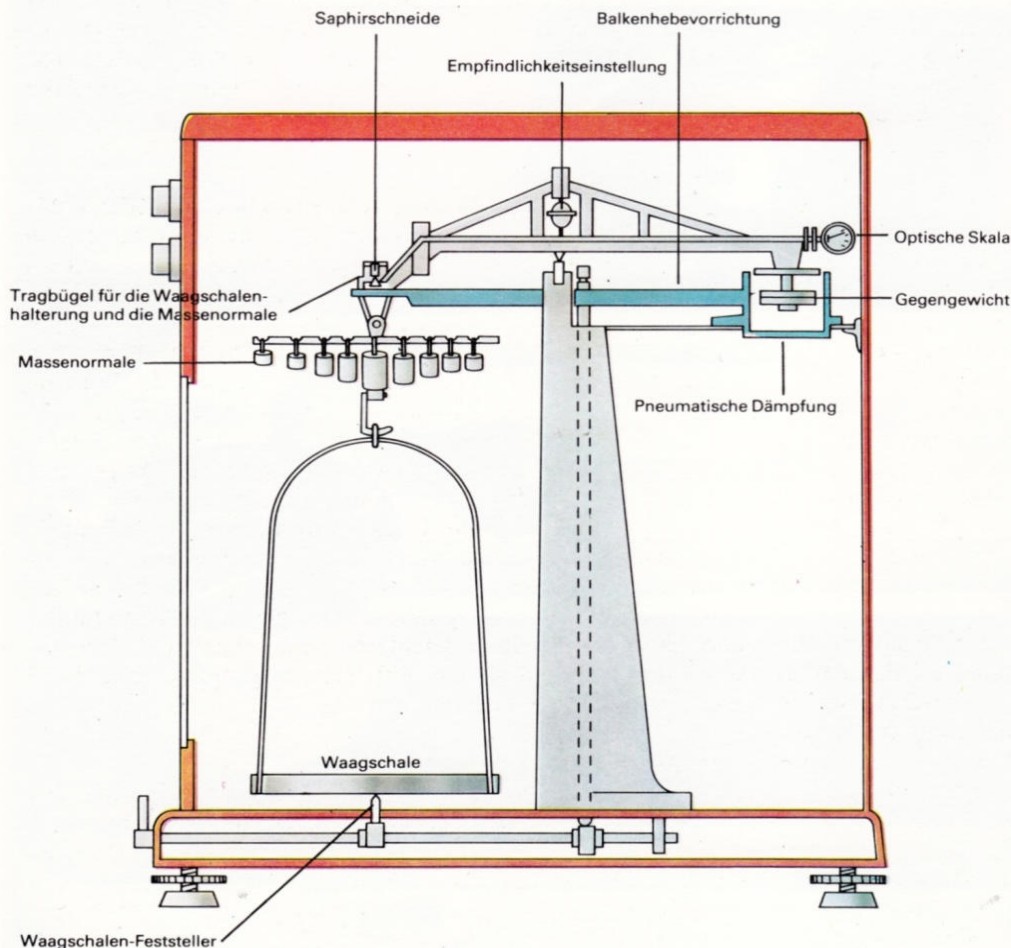 Saphirschneide
Balkenhebevorrichtung
Empfindlichkeitseinstellung
Optische Skala
Tragbügel für die Waagschalen-
halterung und die Massenormale
Gegengewicht
Massenormale
Pneumatische Dämpfung
Waagschale
Waagschalen-Feststeller